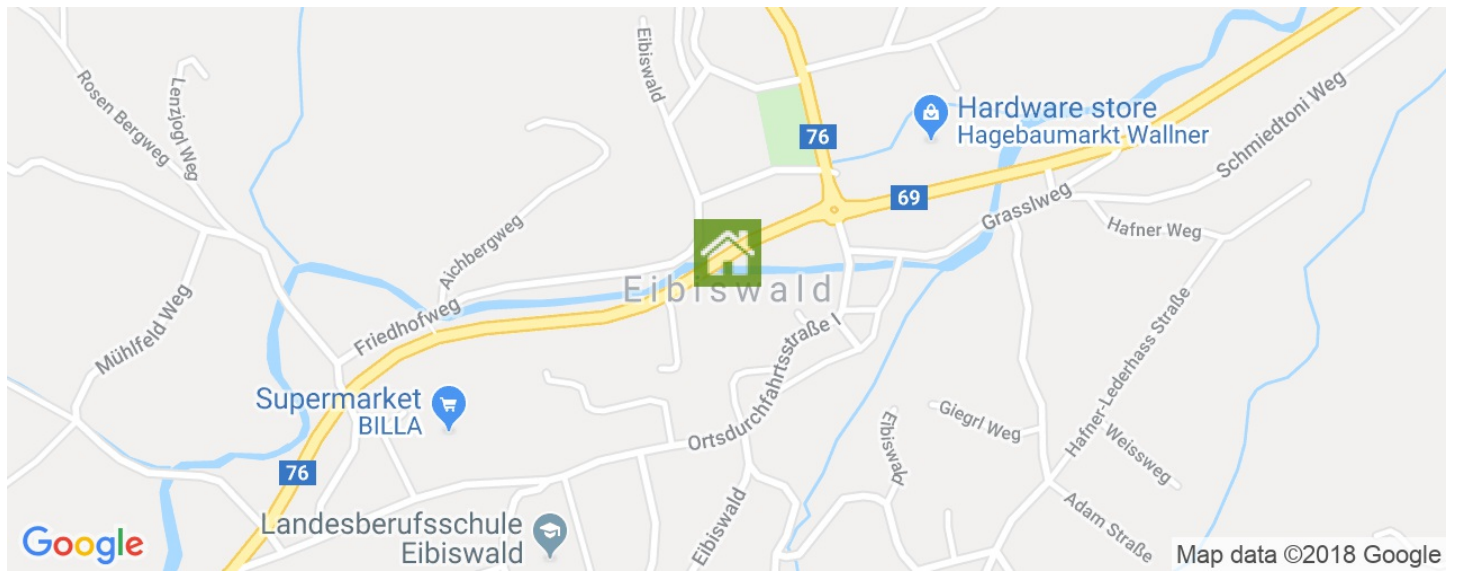 Eibiswald
Rosen Bergweg
Lenzjogl Weg
76
Hardware store
Hagebaumarkt Wallner
Schmiedtoni Weg
69
Grasslweg
Hafner Weg
Aichbergweg
Eibiswald
Mühlfeld Weg
Friedhofweg
Ortsdurchfahrtsstraße I
Hafner-Lederhass Straße
Supermarket
BILLA
Giegrl Weg
Eibiswald
Weissweg
76
Adam Straße
Landesberufsschule
Eibiswald
Eibiswald
Google
Map data ©2018 Google